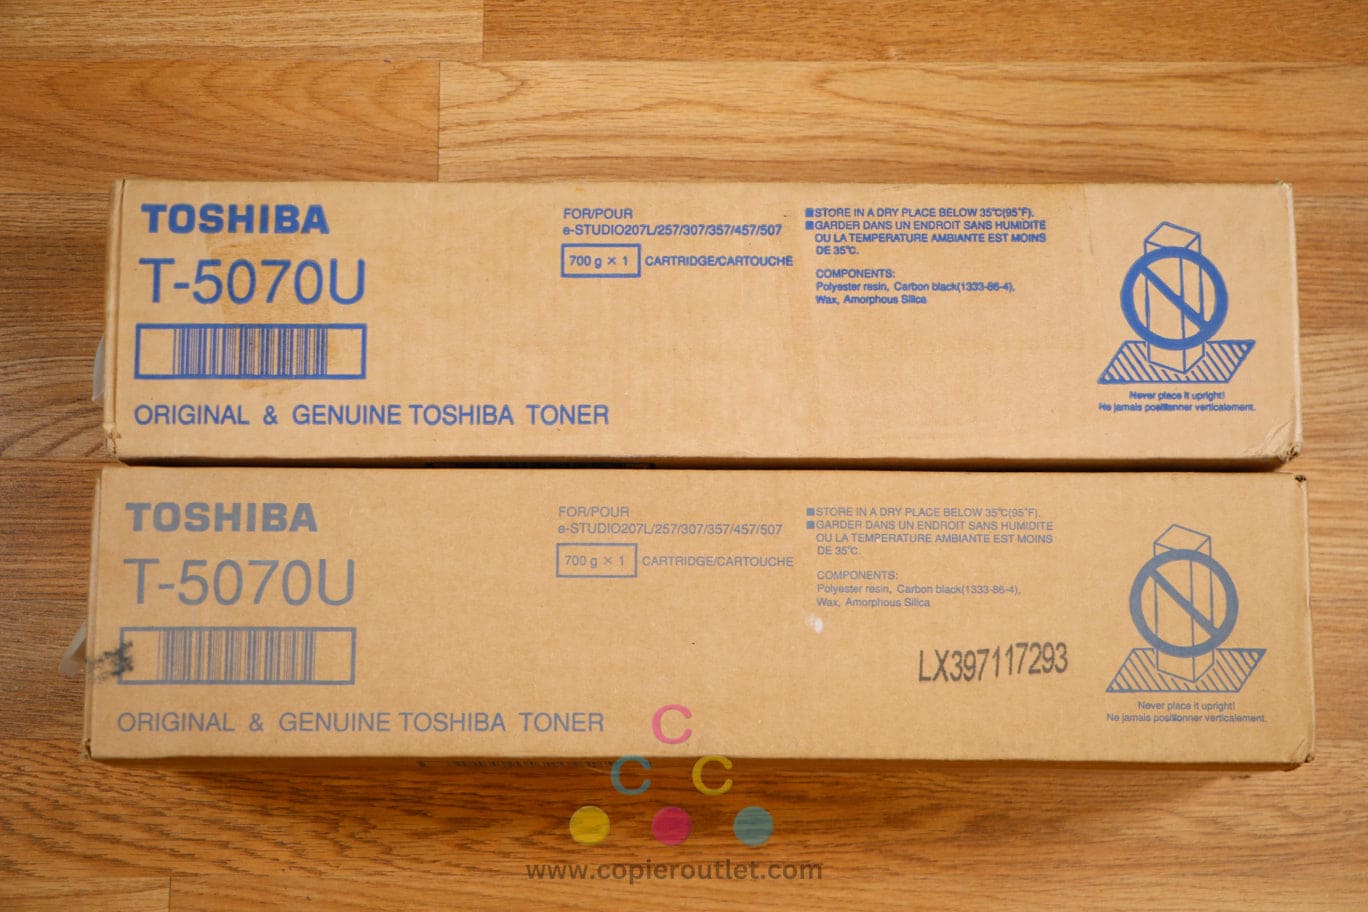 TOSHIBA
T-5070U
ORIGINAL & GENUINE TOSHIBA TONER
FOR/POUR
e-STUDIO207L/257/307/357/457/507
700 g × 1 CARTRIDGE/CARTOUCHE
■STORE IN A DRY PLACE BELOW 35℃(95°F).
■GARDER DANS UN ENDROIT SANS HUMIDITE
OU LA TEMPERATURE AMBIANTE EST MOINS
DE 35℃.
COMPONENTS:
Polyester resin, Carbon black(1333-86-4),
Wax, Amorphous Silica
Never place it upright!
Ne jamais positionner verticalement.
TOSHIBA
T-5070U
ORIGINAL & GENUINE TOSHIBA TONER
FOR/POUR
e-STUDIO207L/257/307/357/457/507
700 g × 1 CARTRIDGE/CARTOUCHE
■STORE IN A DRY PLACE BELOW 35℃(95°F).
■GARDER DANS UN ENDROIT SANS HUMIDITE
OU LA TEMPERATURE AMBIANTE EST MOINS
DE 35℃.
COMPONENTS:
Polyester resin, Carbon black(1333-86-4),
Wax, Amorphous Silica
LX397117293
Never place it upright!
Ne jamais positionner verticalement.
C
C C
www.copieroutlet.com